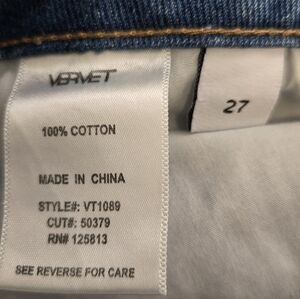 VERVET
27
100% COTTON
MADE IN CHINA
STYLE#: VT1089
CUT#: 50379
RN# 125813
SEE REVERSE FOR CARE